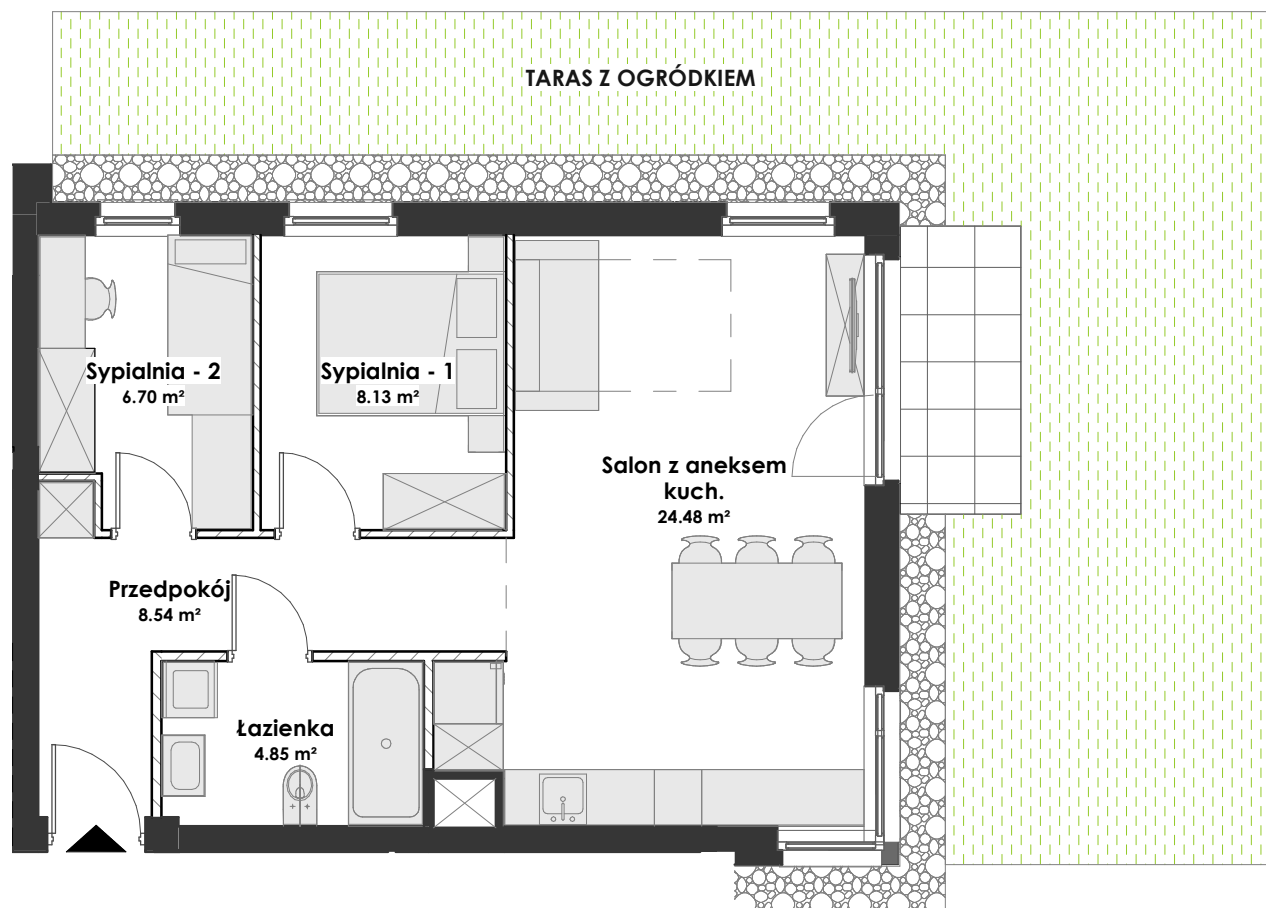 TARAS Z OGRÓDKIEM
Sypialnia - 2
6.70 m²
Sypialnia - 1
8.13 m²
Salon z aneksem
kuch.
24.48 m²
Przedpokój
8.54 m²
Łazienka
4.85 m²